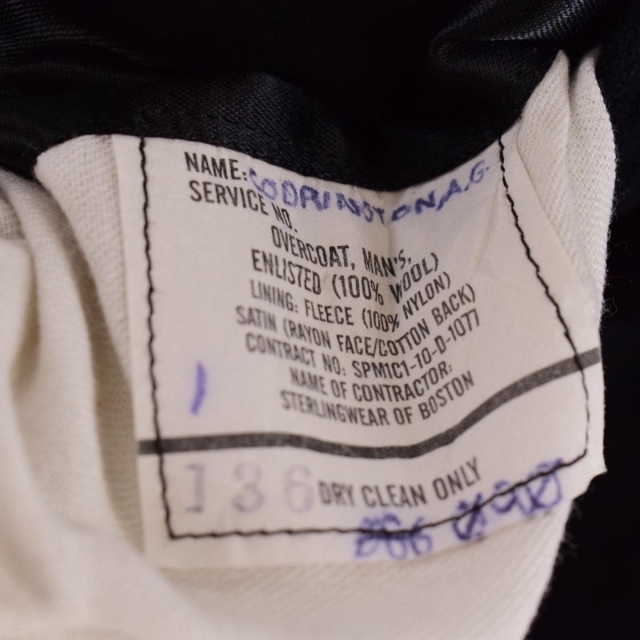 NAME:
SERVICE NO.
OVERCOAT, MAN'S,
ENLISTED (100% WOOL)
LINING: FLEECE (100% NYLON)
SATIN (RAYON FACE/COTTON BACK)
CONTRACT NO: SPM1C1-10-D-1077
NAME OF CONTRACTOR:
STERLINGWEAR OF BOSTON
136 DRY CLEAN ONLY